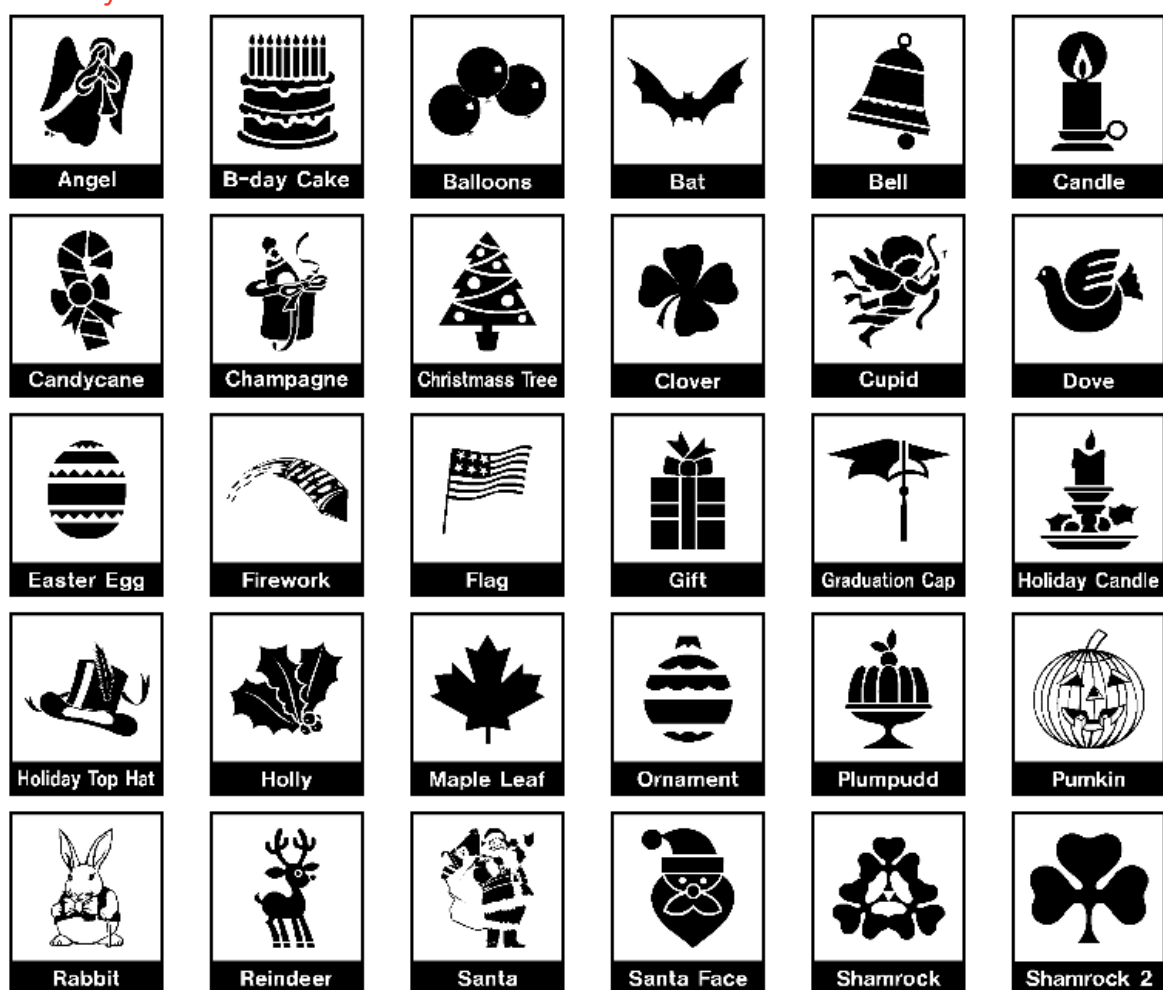 Angel
B-day Cake
Balloons
Bat
Bell
Candle
Candycane
Champagne
Christmass Tree
Clover
Cupid
Dove
Easter Egg
Firework
Flag
Gift
Graduation Cap
Holiday Candle
Holiday Top Hat
Holly
Maple Leaf
Ornament
Plumpudd
Pumkin
Rabbit
Reindeer
Santa
Santa Face
Shamrock
Shamrock 2